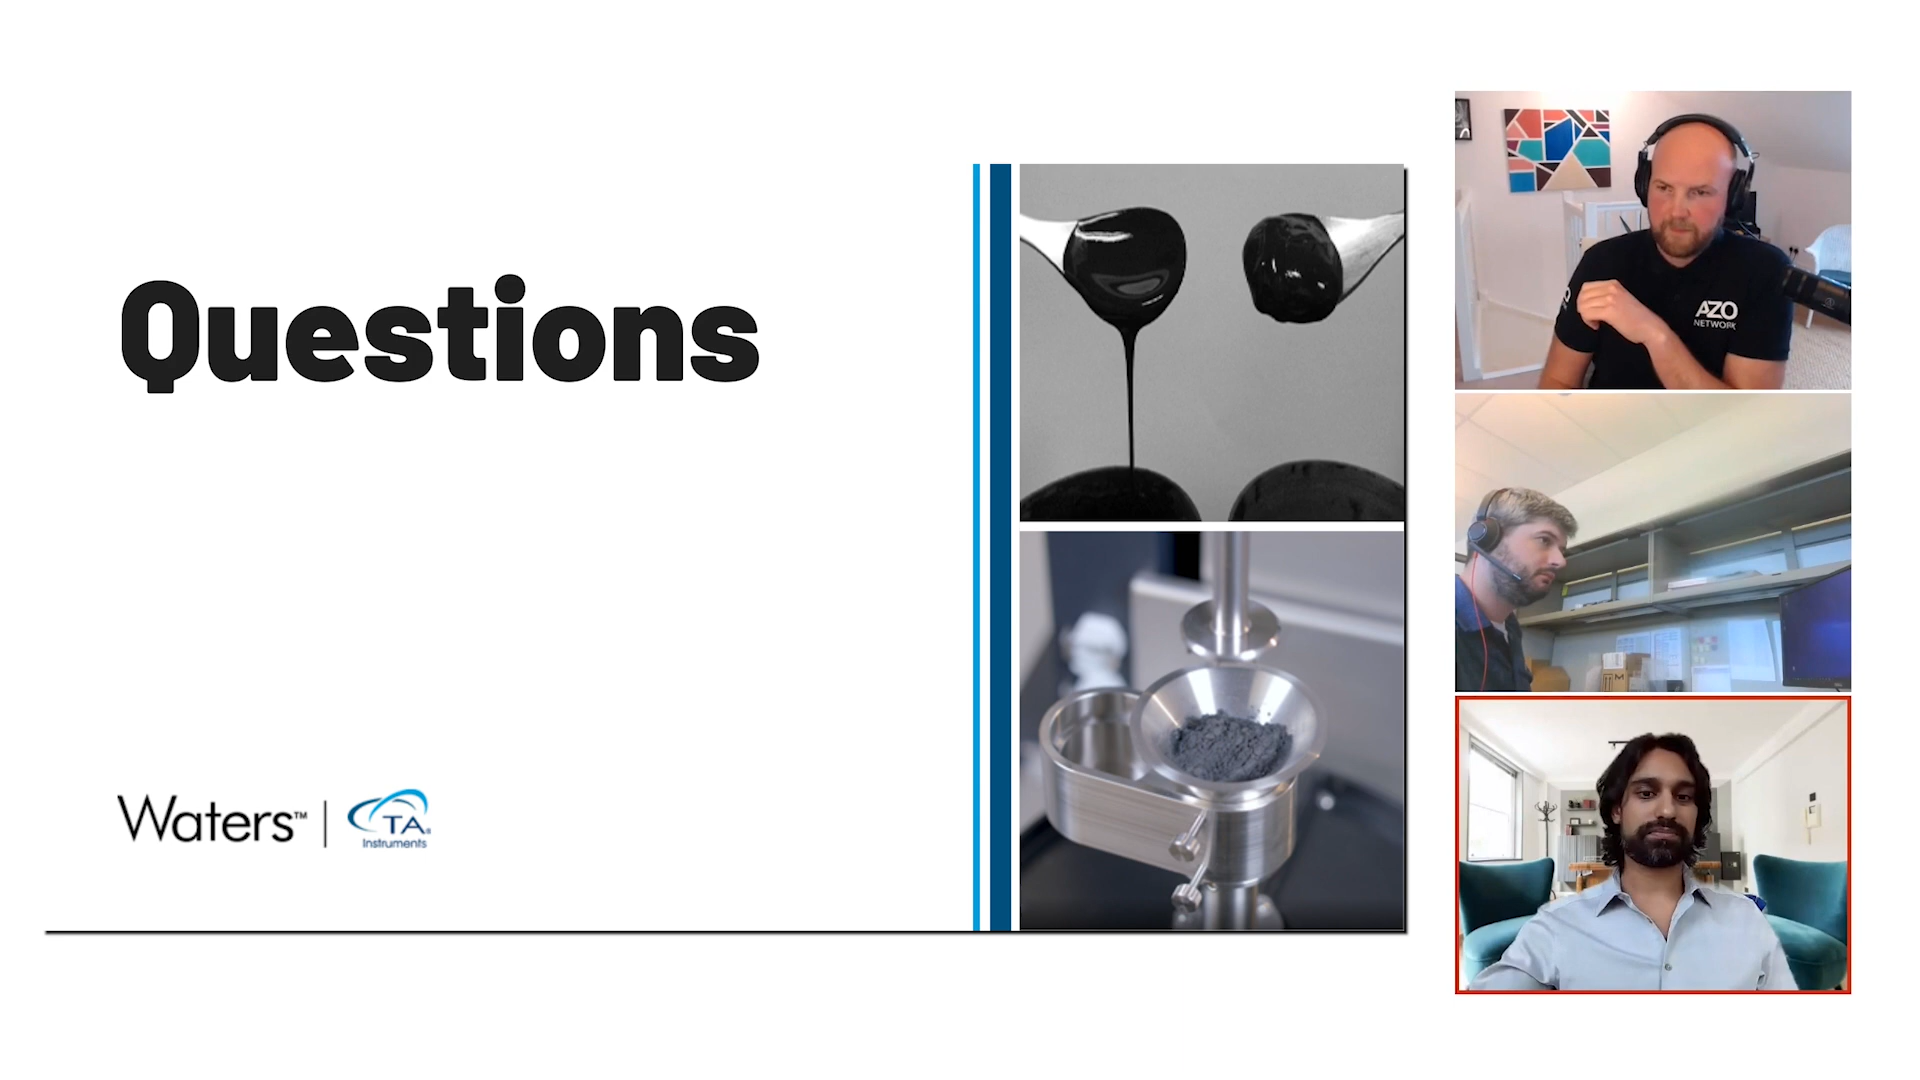 Questions
Waters™
TA
Instruments
AZO
NETWORK